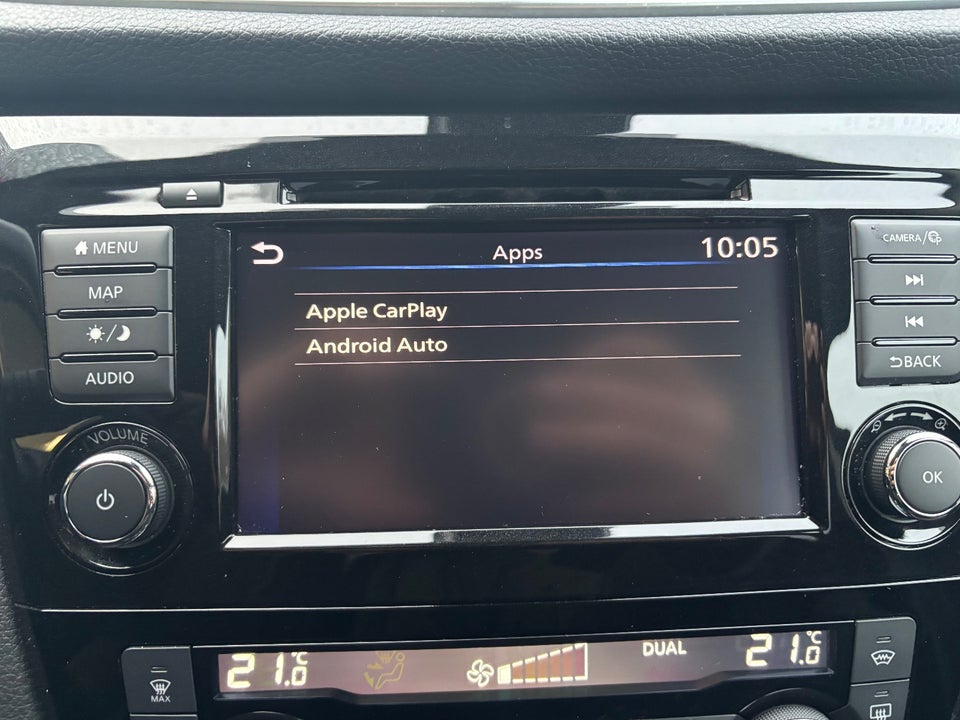 MENU
MAP
AUDIO
VOLUME
Apps
10:05
Apple CarPlay
Android Auto
CAMERA/
BACK
OK
MAX
21.0°C
DUAL
21.0°C